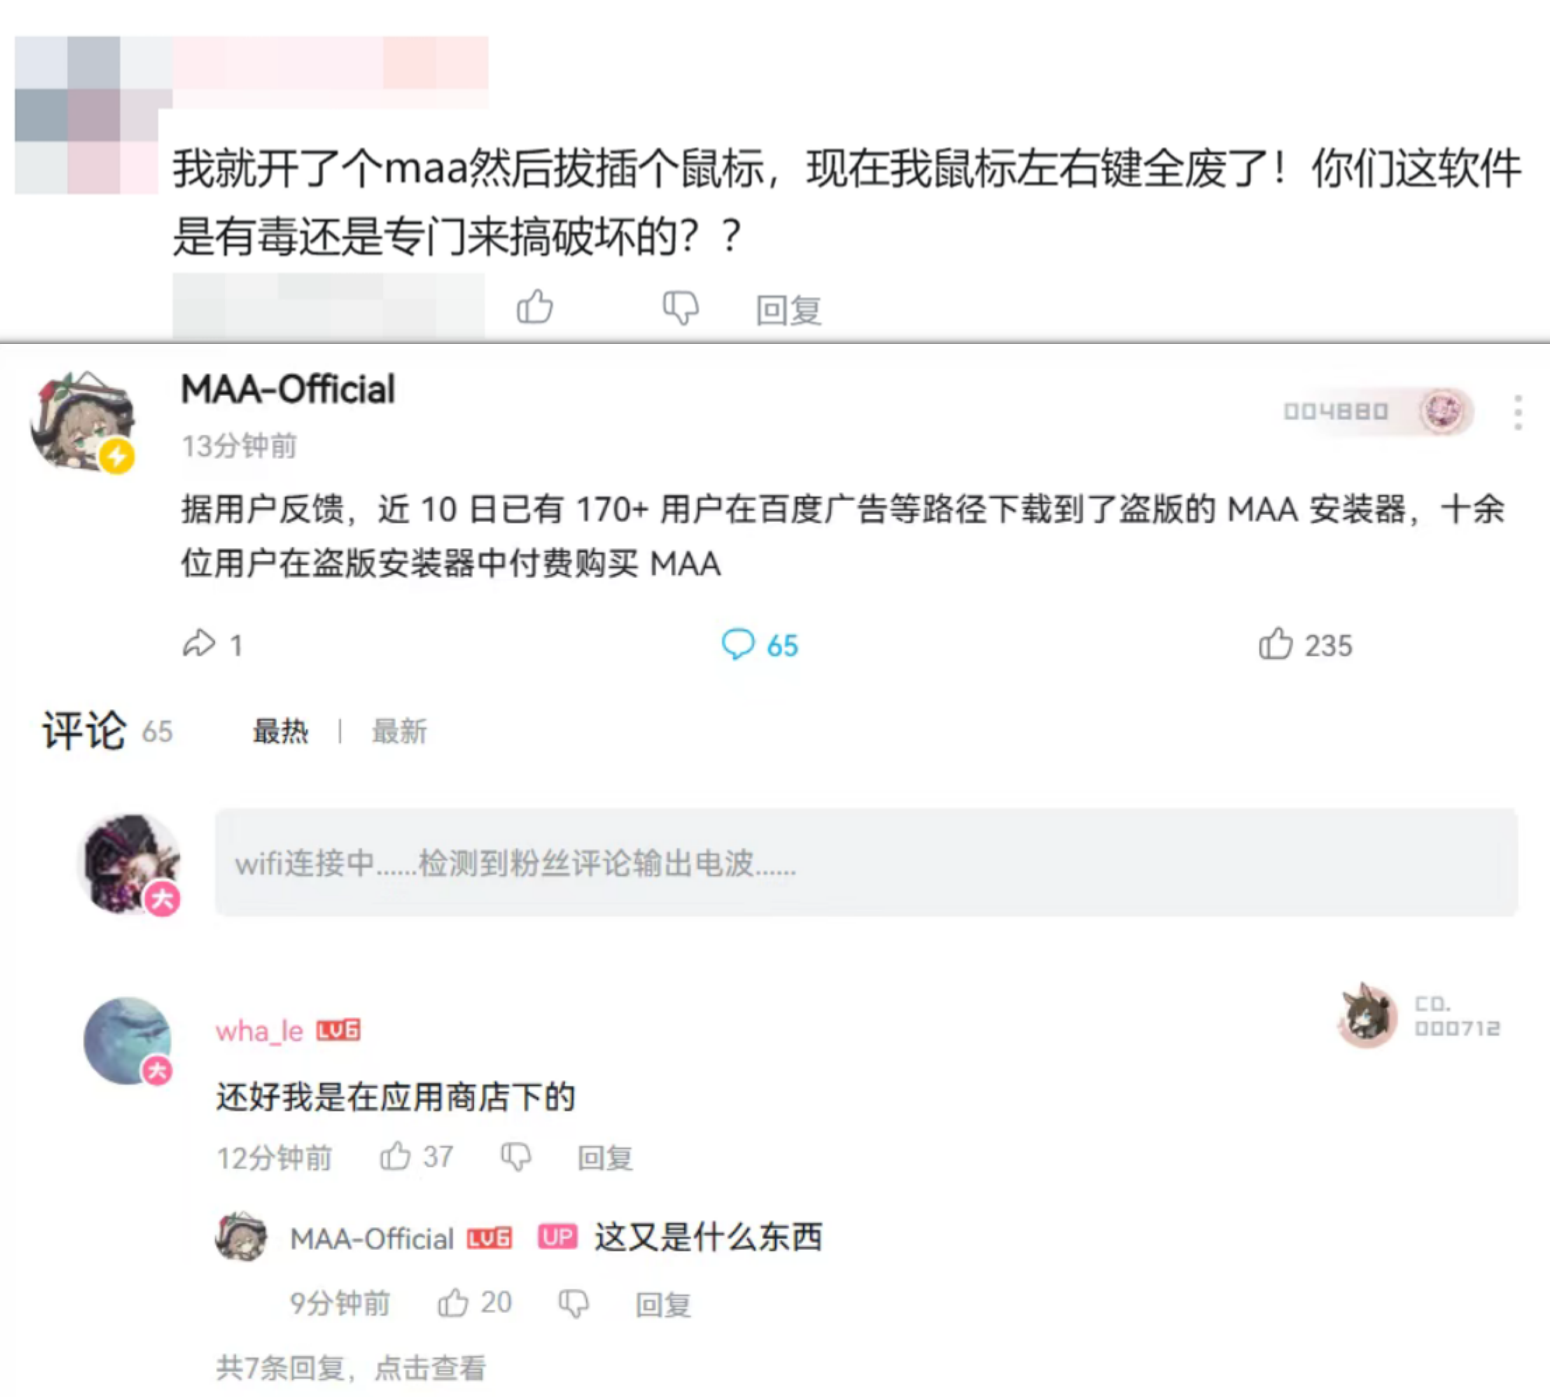 我就开了个maa然后拔插个鼠标，现在我鼠标左右键全废了！你们这软件
是有毒还是专门来搞破坏的？？
回复
MAA-Official
004880
13分钟前
据用户反馈，近 10 日已有 170+ 用户在百度广告等路径下载到了盗版的 MAA 安装器，十余
位用户在盗版安装器中付费购买 MAA
1 65 235
评论 65 最热 | 最新
wifi连接中......检测到粉丝评论输出电波......
大
wha_le LV6
CD.
000712
大
还好我是在应用商店下的
12分钟前 37 回复
MAA-Official LV6 UP 这又是什么东西
9分钟前 20 回复
共7条回复，点击查看